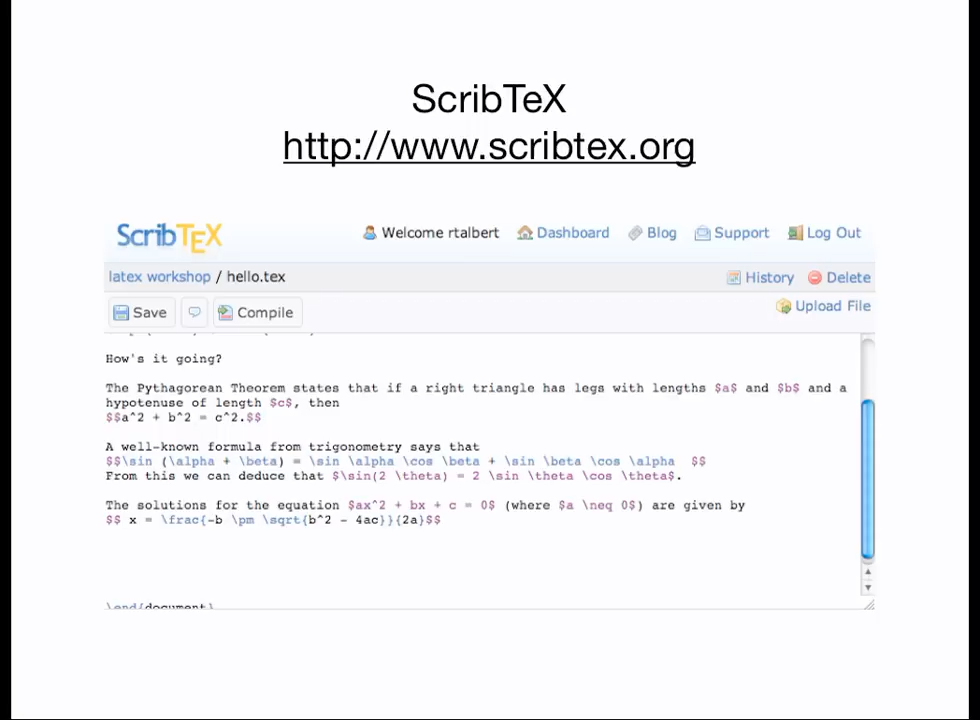 ScribTeX
http://www.scribtex.org
ScribTEX Welcome rtalbert Dashboard Blog Support Log Out
latex workshop / hello.tex History Delete
Save Compile Upload File
How's it going?
The Pythagorean Theorem states that if a right triangle has legs with lengths $a$ and $b$ and a
hypotenuse of length $c$, then
$$a^2 + b^2 = c^2.$$
A well-known formula from trigonometry says that
$$\sin (\alpha + \beta) = \sin \alpha \cos \beta + \sin \beta \cos \alpha $$
From this we can deduce that $\sin(2 \theta) = 2 \sin \theta \cos \theta$.
The solutions for the equation $ax^2 + bx + c = 0$ (where $a \neq 0$) are given by
$$ x = \frac{-b \pm \sqrt{b^2 - 4ac}}{2a}$$
\end{document}